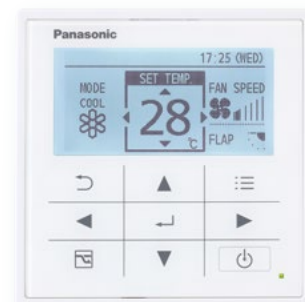 Panasonic
17:25 (WED)
MODE
COOL
SET TEMP.
28
℃
FAN SPEED
FLAP